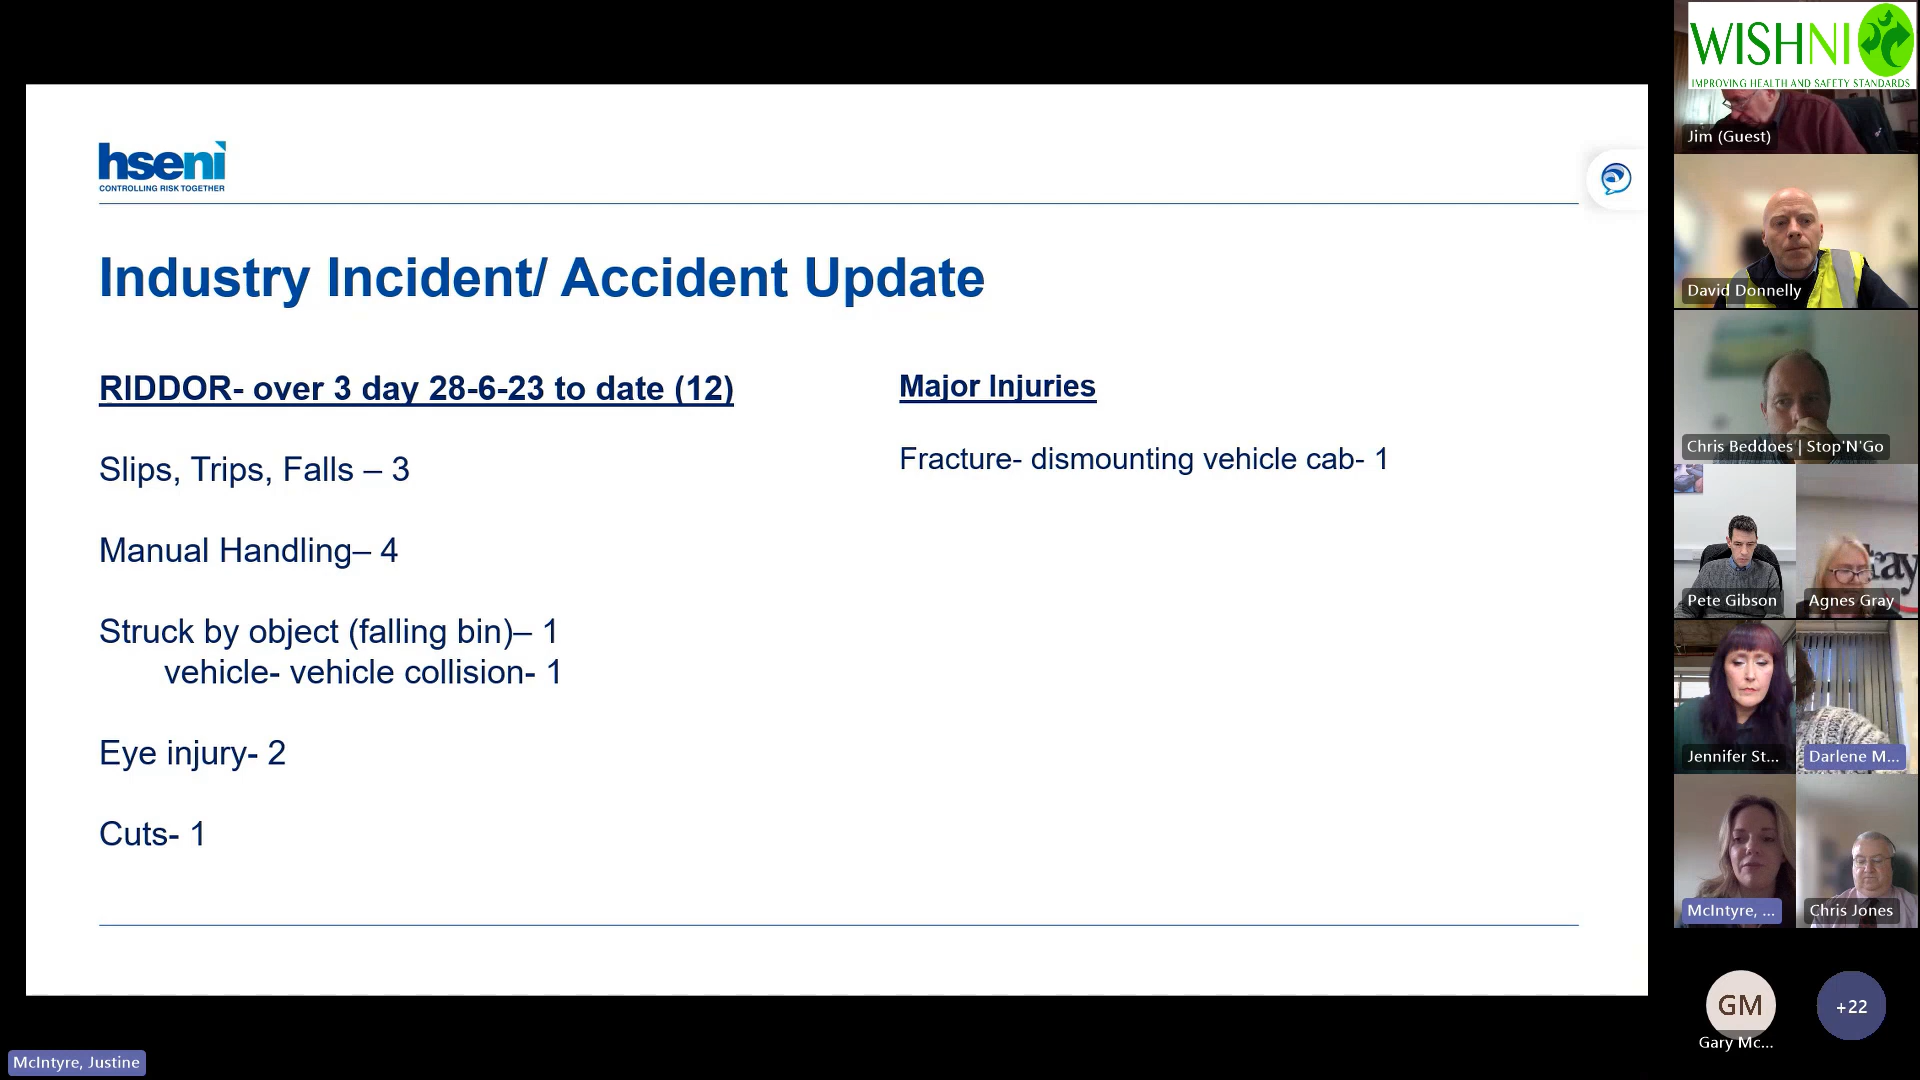 hseni
CONTROLLING RISK TOGETHER
Industry Incident/ Accident Update
RIDDOR- over 3 day 28-6-23 to date (12)
Slips, Trips, Falls – 3
Manual Handling– 4
Struck by object (falling bin)– 1
vehicle- vehicle collision- 1
Eye injury- 2
Cuts- 1
Major Injuries
Fracture- dismounting vehicle cab- 1
WISHNI
IMPROVING HEALTH AND SAFETY STANDARDS
Jim (Guest)
David Donnelly
Chris Beddoes | Stop'N'Go
Pete Gibson
Agnes Gray
Jennifer St...
Darlene M...
McIntyre, ...
Chris Jones
GM
Gary Mc...
+22
McIntyre, Justine